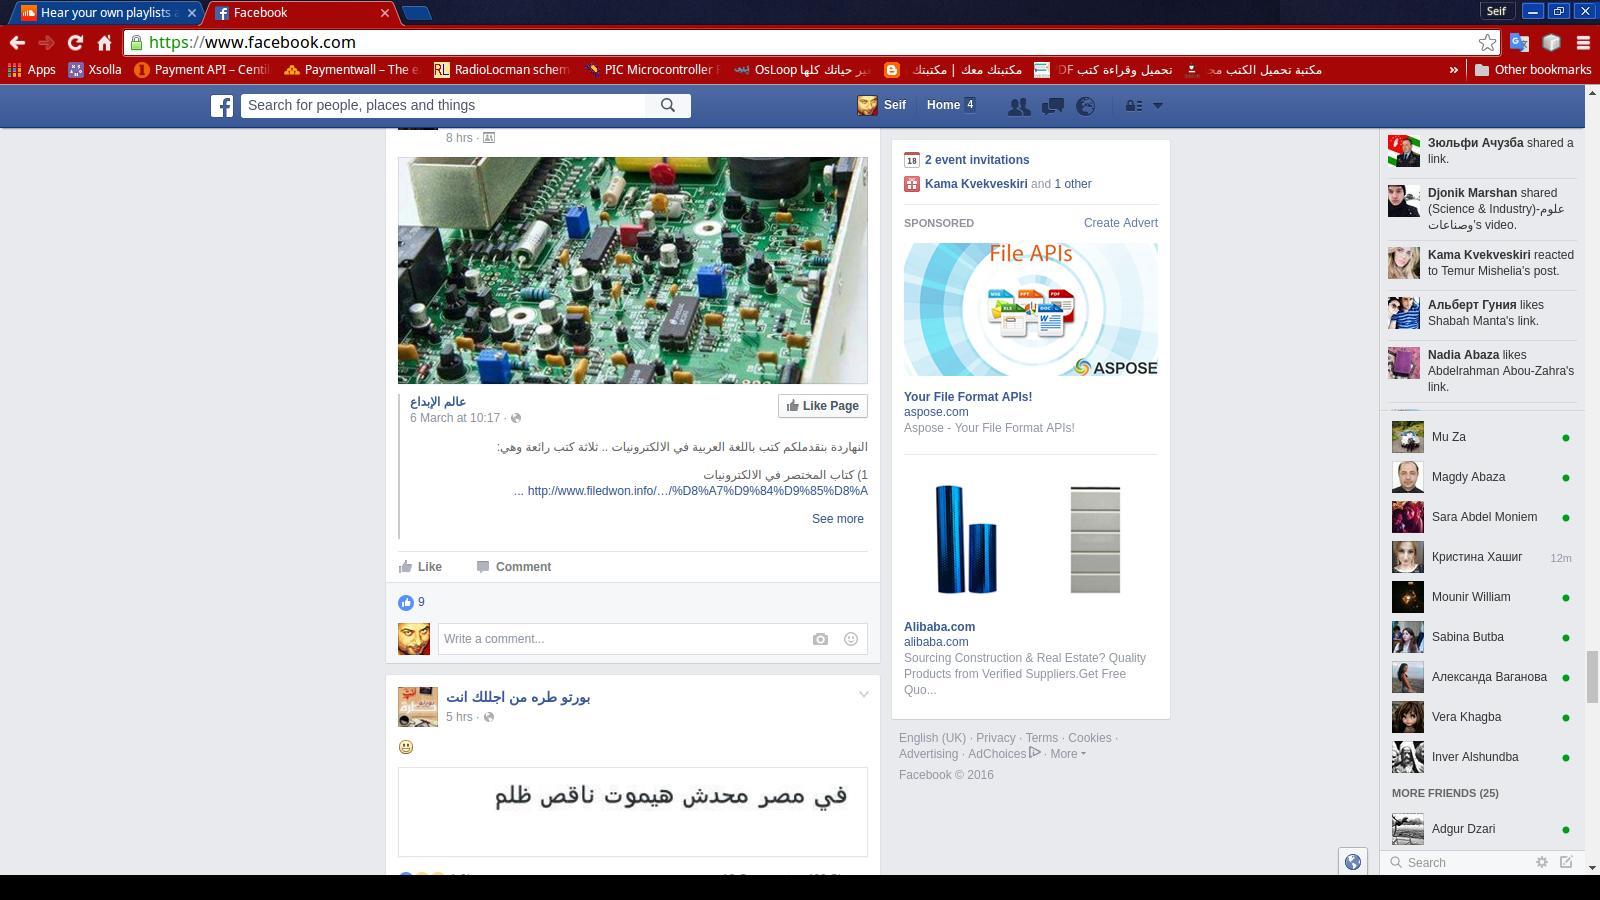 Hear your own playlists a
Facebook
Seif
https://www.facebook.com
Apps
Xsolla
Payment API – Centi
Paymentwall – The e
RadioLocman schem
PIC Microcontroller F
OsLoop غير حياتك كلها
مكتبتك معك | مكتبتك
تحميل وقراءة كتب DF
مكتبة تحميل الكتب مجـ
» Other bookmarks
Search for people, places and things
Seif
Home 4
8 hrs ·
عالم الإبداع
6 March at 10:17 ·
Like Page
النهاردة بنقدملكم كتب باللغة العربية في الالكترونيات .. ثلاثة كتب رائعة وهي:
1) كتاب المختصر في الالكترونيات
... http://www.filedwon.info/…/%D8%A7%D9%84%D9%85%D8%A
See more
Like Comment
9
Write a comment...
بورتو طره من اجللك انت
5 hrs ·
في مصر محدش هيموت ناقص ظلم
18
2 event invitations
Kama Kvekveskiri and 1 other
SPONSORED Create Advert
File APIs
PDF
ASPOSE
Your File Format APIs!
aspose.com
Aspose - Your File Format APIs!
Alibaba.com
alibaba.com
Sourcing Construction & Real Estate? Quality
Products from Verified Suppliers.Get Free
Quo...
English (UK) · Privacy · Terms · Cookies ·
Advertising · AdChoices · More
Facebook © 2016
Зюльфи Ачузба shared a
link.
Djonik Marshan shared
(Science & Industry)-علوم
وصناعات's video.
Kama Kvekveskiri reacted
to Temur Mishelia's post.
Альберт Гуния likes
Shabah Manta's link.
Nadia Abaza likes
Abdelrahman Abou-Zahra's
link.
Mu Za
Magdy Abaza
Sara Abdel Moniem
Кристина Хашиг 12m
Mounir William
Sabina Butba
Александа Ваганова
Vera Khagba
Inver Alshundba
MORE FRIENDS (25)
Adgur Dzari
Search